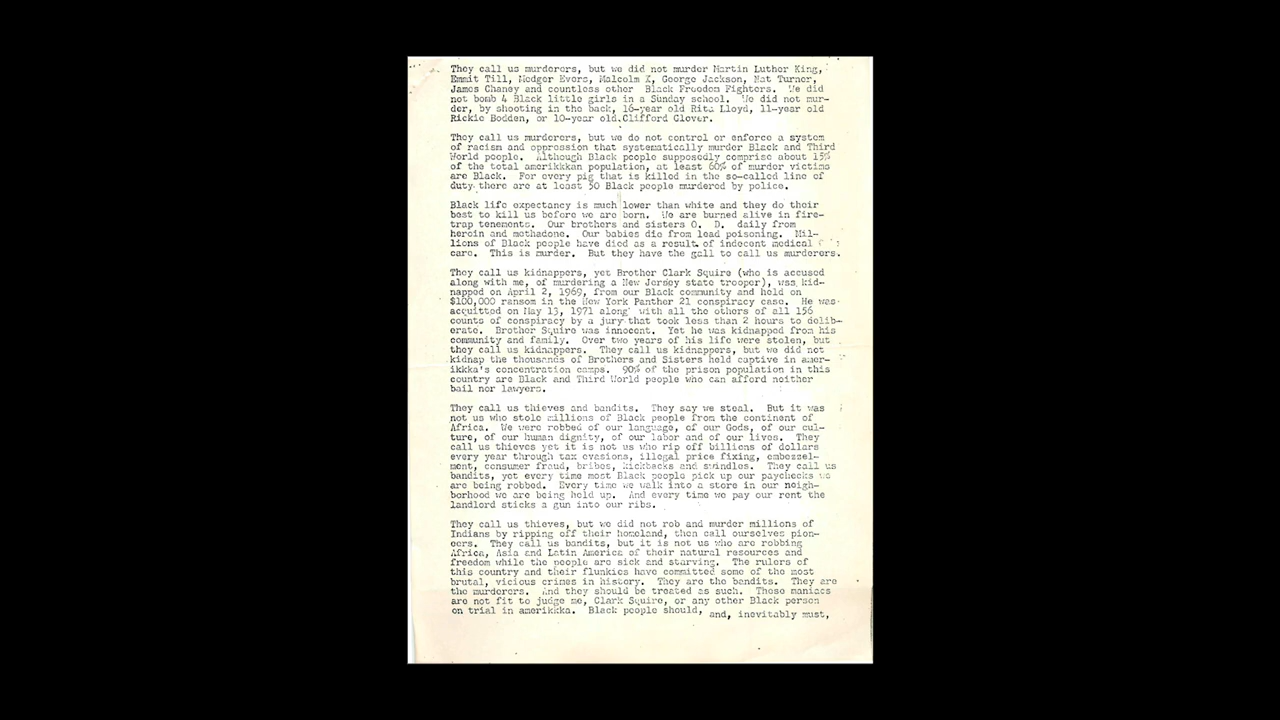 They call us murderers, but we did not murder Martin Luther King,
Emmit Till, Medger Evers, Malcolm X, George Jackson, Nat Turner,
James Chaney and countless other Black Freedom Fighters. We did
not bomb 4 Black little girls in a Sunday school. We did not mur-
der, by shooting in the back, 16-year old Rita Lloyd, 11-year old
Rickie Bodden, or 10-year old Clifford Glover.
They call us murderers, but we do not control or enforce a system
of racism and oppression that systematically murder Black and Third
World people. Although Black people supposedly comprise about 15%
of the total amerikkkan population, at least 60% of murder victims
are Black. For every pig that is killed in the so-called line of
duty there are at least 50 Black people murdered by police.
Black life expectancy is much lower than white and they do their
best to kill us before we are born. We are burned alive in fire-
trap tenements. Our brothers and sisters O. D. daily from
heroin and methadone. Our babies die from lead poisoning. Mil-
lions of Black people have died as a result of indecent medical
care. This is murder. But they have the gall to call us murderers.
They call us kidnappers, yet Brother Clark Squire (who is accused
along with me, of murdering a New Jersey state trooper), was kid-
napped on April 2, 1969, from our Black community and held on
$100,000 ransom in the New York Panther 21 conspiracy case. He was
acquitted on May 13, 1971 along with all the others of all 156
counts of conspiracy by a jury that took less than 2 hours to delib-
erate. Brother Squire was innocent. Yet he was kidnapped from his
community and family. Over two years of his life were stolen, but
they call us kidnappers. They call us kidnappers, but we did not
kidnap the thousands of Brothers and Sisters held captive in amer-
ikkka's concentration camps. 90% of the prison population in this
country are Black and Third World people who can afford neither
bail nor lawyers.
They call us thieves and bandits. They say we steal. But it was
not us who stole millions of Black people from the continent of
Africa. We were robbed of our language, of our Gods, of our cul-
ture, of our human dignity, of our labor and of our lives. They
call us thieves yet it is not us who rip off billions of dollars
every year through tax evasions, illegal price fixing, embezzel-
ment, consumer fraud, bribes, kickbacks and swindles. They call us
bandits, yet every time most Black people pick up our paychecks we
are being robbed. Every time we walk into a store in our neigh-
borhood we are being held up. And every time we pay our rent the
landlord sticks a gun into our ribs.
They call us thieves, but we did not rob and murder millions of
Indians by ripping off their homeland, then call ourselves pion-
eers. They call us bandits, but it is not us who are robbing
Africa, Asia and Latin America of their natural resources and
freedom while the people are sick and starving. The rulers of
this country and their flunkies have committed some of the most
brutal, vicious crimes in history. They are the bandits. They are
the murderers. And they should be treated as such. These maniacs
are not fit to judge me, Clark Squire, or any other Black person
on trial in amerikkka. Black people should, and, inevitably must,